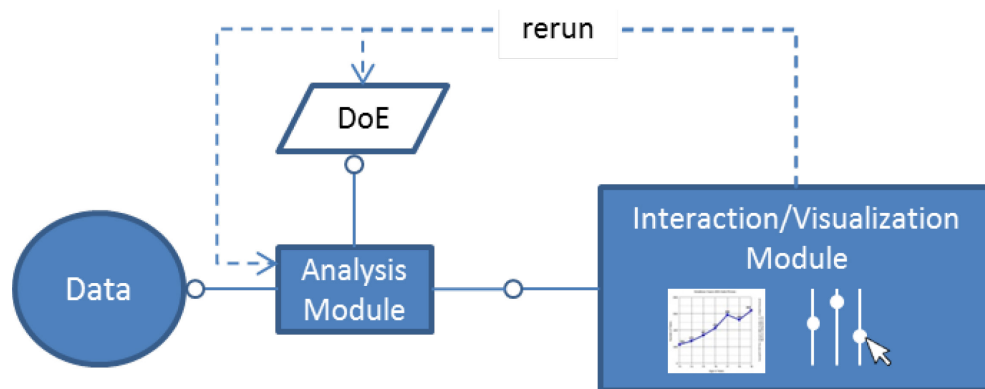 rerun
DoE
Data
Analysis
Module
Interaction/Visualization
Module